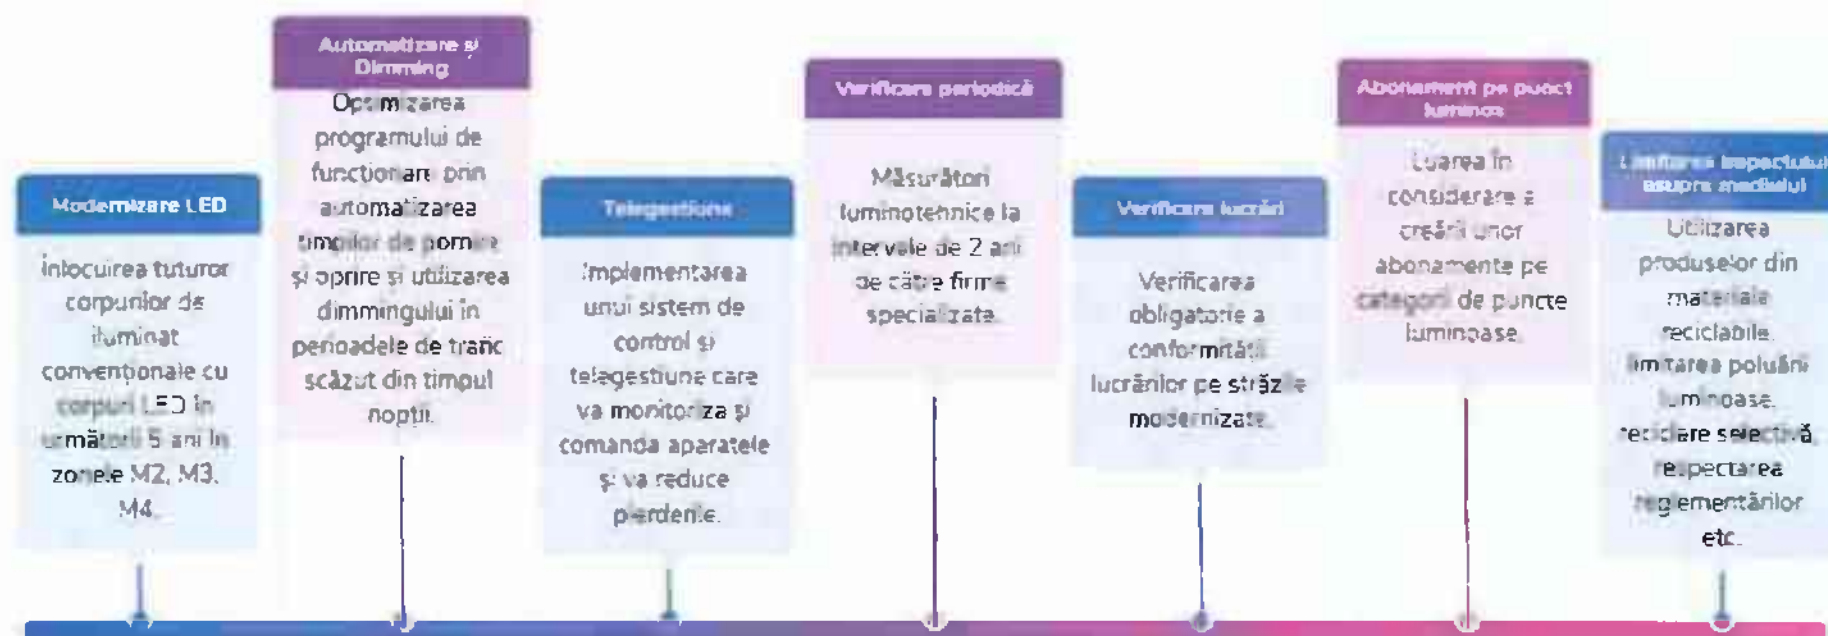 Modernizare LED
Înlocuirea tuturor
corpurilor de
iluminat
convenționale cu
corpuri LED în
următorii 5 ani în
zonele M2, M3,
M4.
Automatizare și
Dimming
Optimizarea
programului de
funcționare prin
automatizarea
timpilor de pornire
și oprire și utilizarea
dimmingului în
perioadele de trafic
scăzut din timpul
nopții.
Telegestiune
Implementarea
unui sistem de
control și
telegestiune care
va monitoriza și
comanda aparatele
și va reduce
pierderile.
Verificare periodică
Măsurători
luminotehnice la
intervale de 2 ani
de către firme
specializate.
Verificare lucrări
Verificarea
obligatorie a
conformității
lucrărilor pe străzile
modernizate.
Abonament pe punct
luminos
Luarea în
considerare a
creării unor
abonamente pe
categorii de puncte
luminoase.
Limitarea impactului
asupra mediului
Utilizarea
produselor din
materiale
reciclabile,
limitarea poluării
luminoase,
reciclare selectivă,
respectarea
reglementărilor
etc.